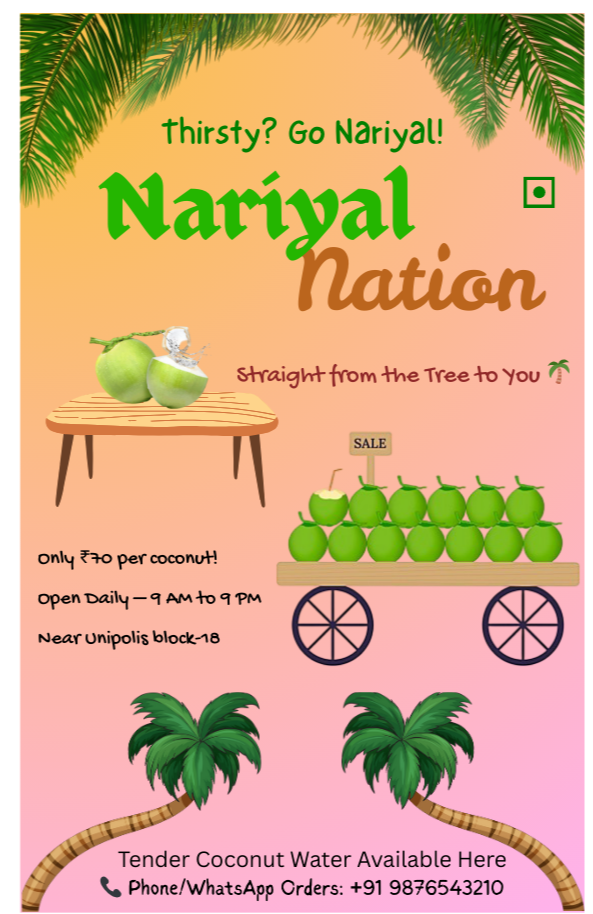 Thirsty? Go Nariyal!
Nariyal
Nation
Straight from the Tree to You 🌴
SALE
Only ₹70 per coconut!
Open Daily — 9 AM to 9 PM
Near Unipolis block-18
Tender Coconut Water Available Here
📞 Phone/WhatsApp Orders: +91 9876543210